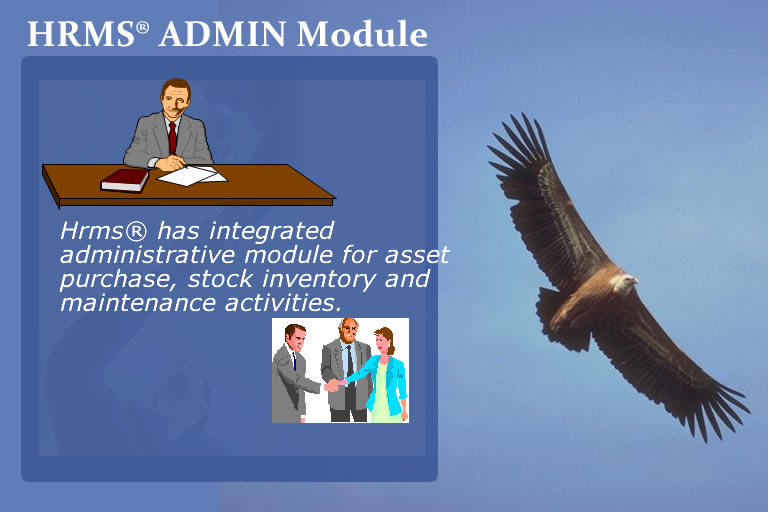 HRMS® ADMIN Module
Hrms® has integrated
administrative module for asset
purchase, stock inventory and
maintenance activities.